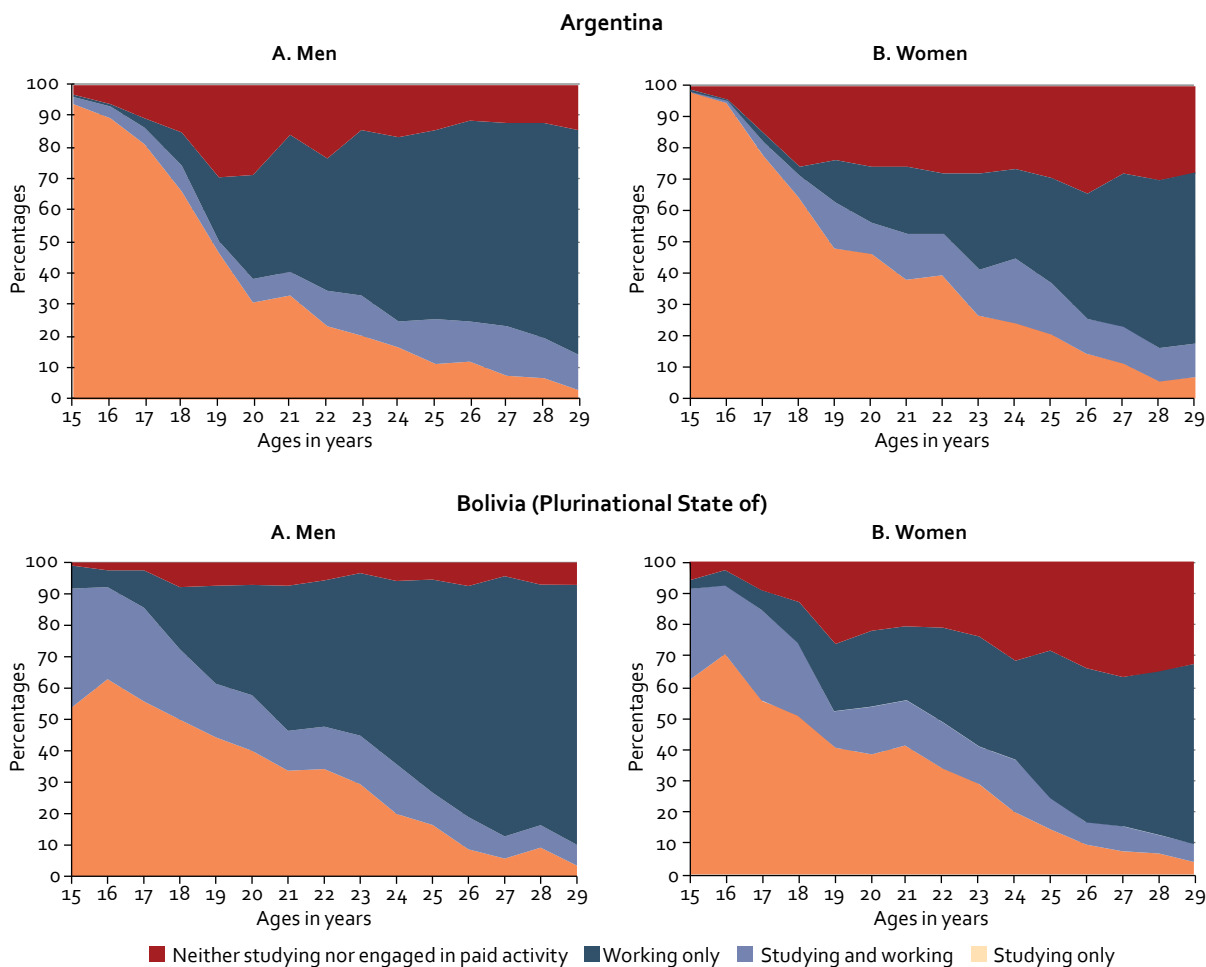 Argentina
A. Men
100
90
80
70
60
50
40
30
20
10
0
Percentages
15 16 17 18 19 20 21 22 23 24 25 26 27 28 29
Ages in years
B. Women
100
90
80
70
60
50
40
30
20
10
0
Percentages
15 16 17 18 19 20 21 22 23 24 25 26 27 28 29
Ages in years
Bolivia (Plurinational State of)
A. Men
100
90
80
70
60
50
40
30
20
10
0
Percentages
15 16 17 18 19 20 21 22 23 24 25 26 27 28 29
Ages in years
B. Women
100
90
80
70
60
50
40
30
20
10
0
Percentages
15 16 17 18 19 20 21 22 23 24 25 26 27 28 29
Ages in years
Neither studying nor engaged in paid activity Working only Studying and working Studying only